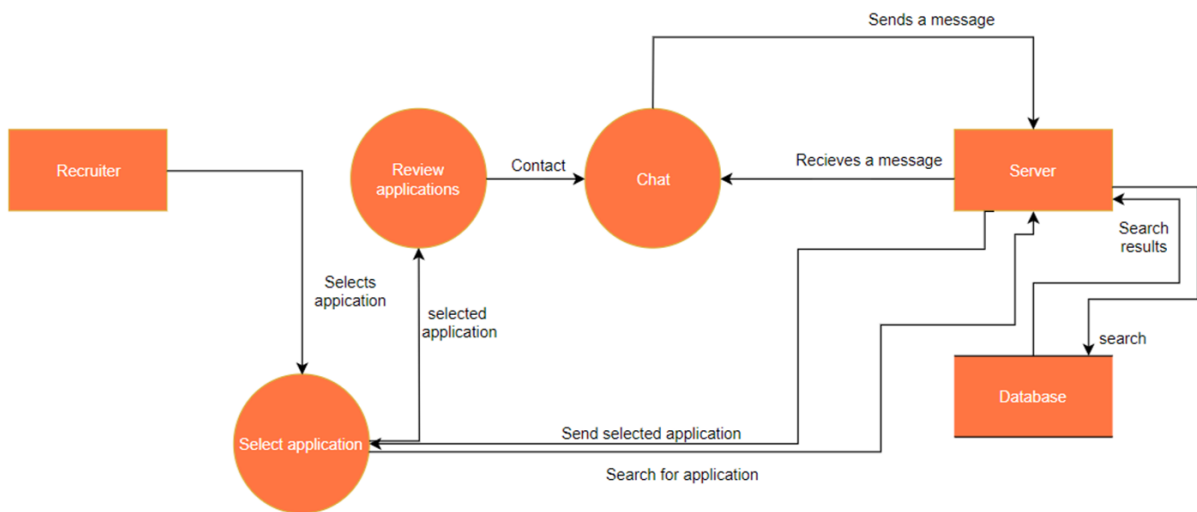 Sends a message
Recruiter
Review
applications
Contact
Chat
Recieves a message
Server
Search
results
Selects
appication
selected
application
search
Database
Select application
Send selected application
Search for application